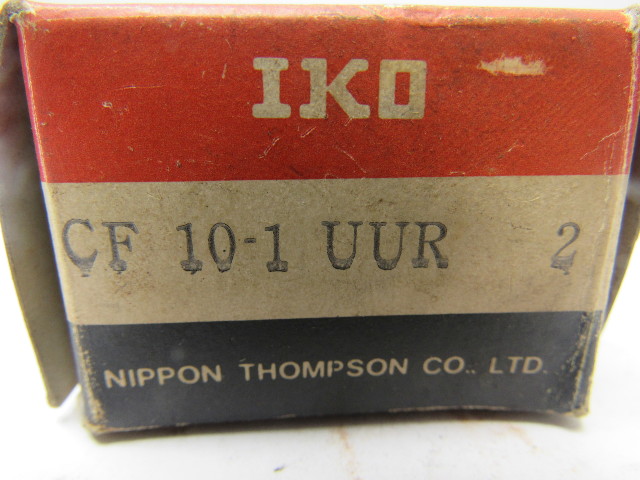 IKO
CF 10-1 UUR 2
NIPPON THOMPSON CO., LTD.